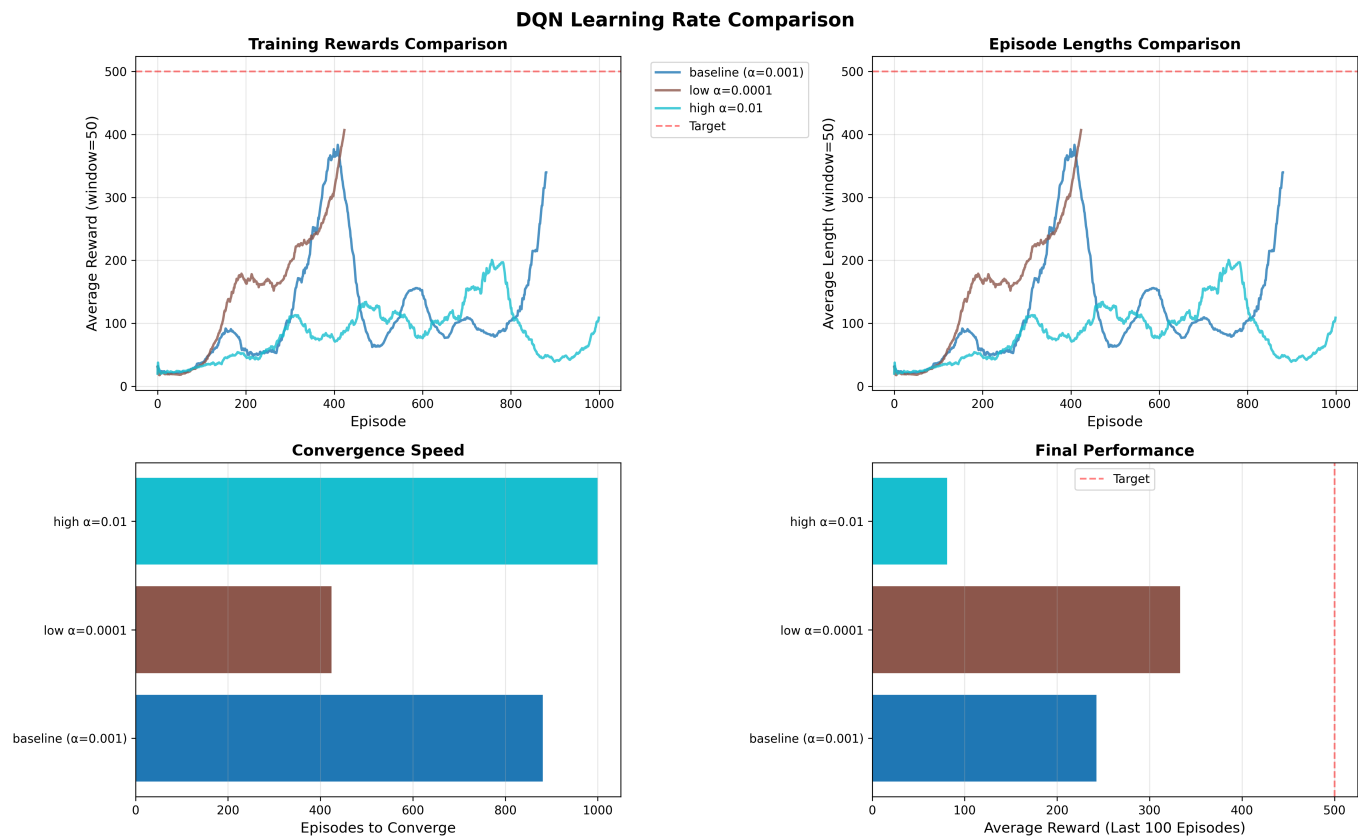 DQN Learning Rate Comparison
Training Rewards Comparison
Average Reward (window=50)
500
400
300
200
100
0
0 200 400 600 800 1000
Episode
baseline (α=0.001)
low α=0.0001
high α=0.01
Target
Episode Lengths Comparison
Average Length (window=50)
500
400
300
200
100
0
0 200 400 600 800 1000
Episode
Convergence Speed
high α=0.01
low α=0.0001
baseline (α=0.001)
0 200 400 600 800 1000
Episodes to Converge
Final Performance
Target
high α=0.01
low α=0.0001
baseline (α=0.001)
0 100 200 300 400 500
Average Reward (Last 100 Episodes)